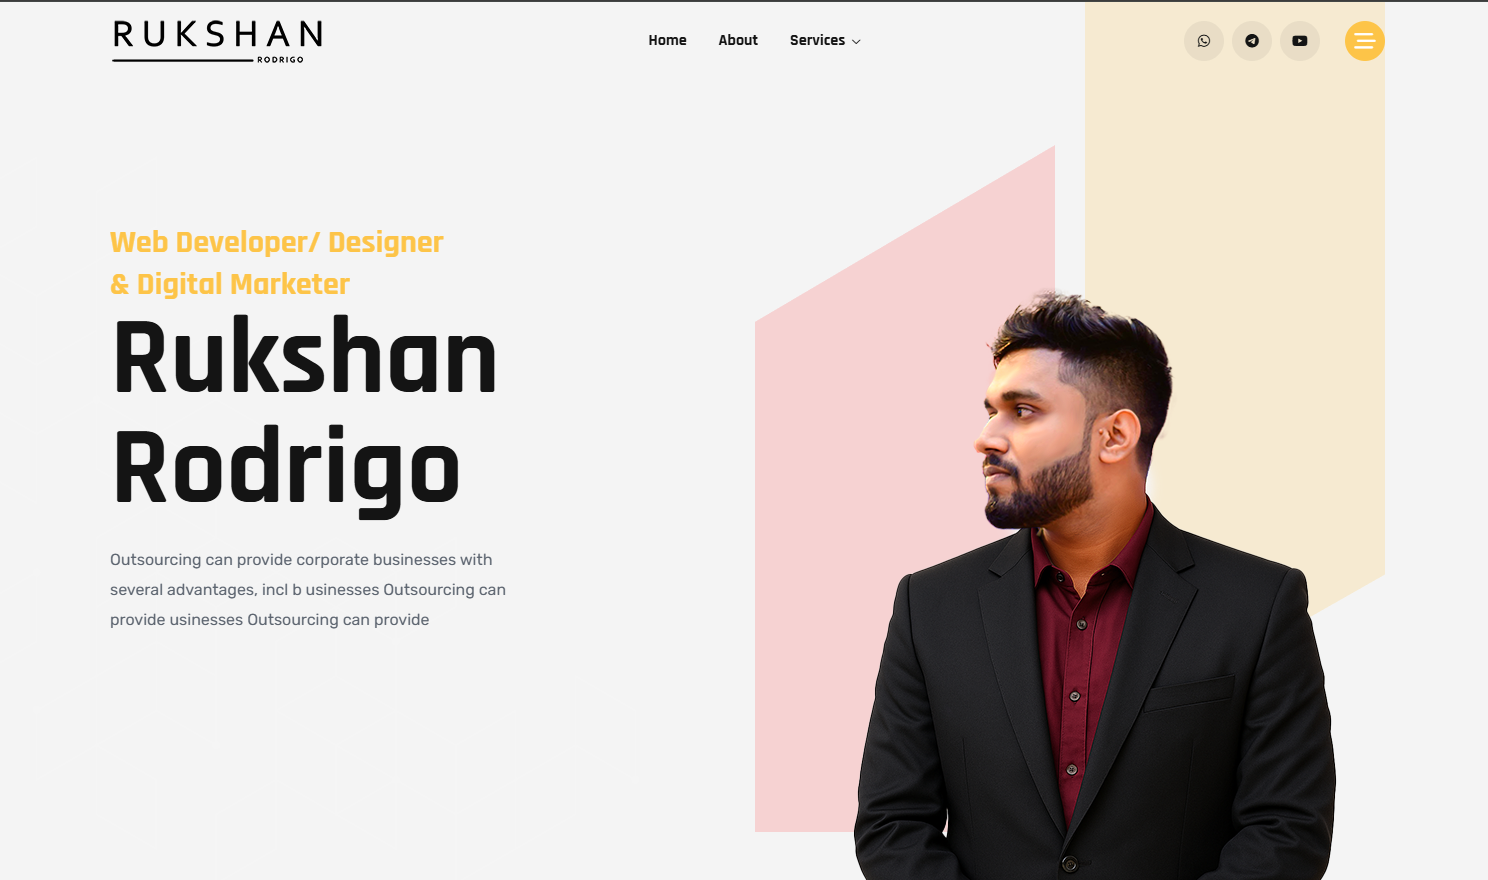 RUKSHAN
RODRIGO
Home About Services
Web Developer/ Designer
& Digital Marketer
Rukshan
Rodrigo
Outsourcing can provide corporate businesses with
several advantages, incl b usinesses Outsourcing can
provide usinesses Outsourcing can provide